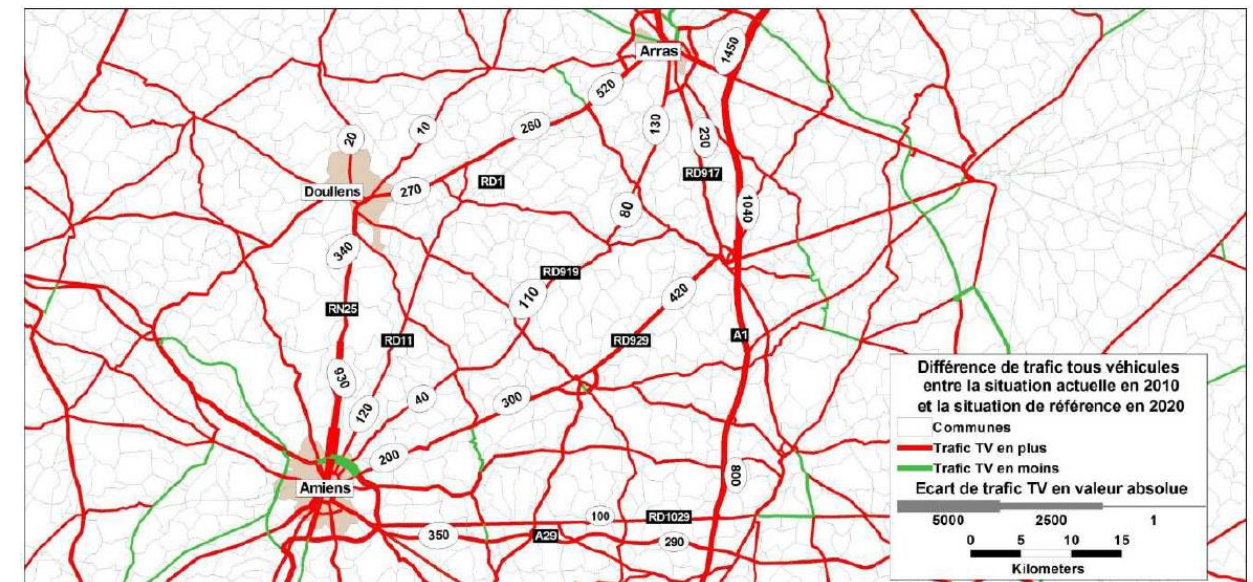 Arras
1450
520
20
10
260
130
230
RD1
RD917
Doullens
270
80
1040
340
RD919
110
420
RN25
RD11
RD929
A1
930
120
40
300
200
800
Amiens
100
RD1029
350
A29
290
Différence de trafic tous véhicules
entre la situation actuelle en 2010
et la situation de référence en 2020
Communes
Trafic TV en plus
Trafic TV en moins
Ecart de trafic TV en valeur absolue
5000 2500 1
0 5 10 15
Kilometers